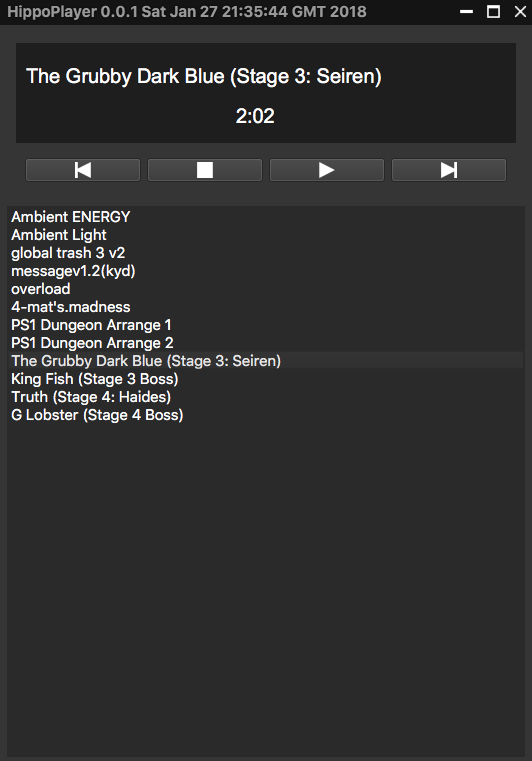 HippoPlayer 0.0.1 Sat Jan 27 21:35:44 GMT 2018
The Grubby Dark Blue (Stage 3: Seiren)
2:02
Ambient ENERGY
Ambient Light
global trash 3 v2
messagev1.2(kyd)
overload
4-mat's.madness
PS1 Dungeon Arrange 1
PS1 Dungeon Arrange 2
The Grubby Dark Blue (Stage 3: Seiren)
King Fish (Stage 3 Boss)
Truth (Stage 4: Haides)
G Lobster (Stage 4 Boss)